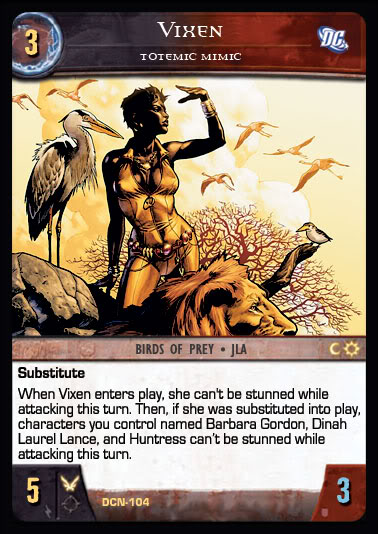 3
VIXEN
DC
TOTEMIC MIMIC
BIRDS OF PREY • JLA
Substitute
When Vixen enters play, she can't be stunned while
attacking this turn. Then, if she was substituted into play,
characters you control named Barbara Gordon, Dinah
Laurel Lance, and Huntress can't be stunned while
attacking this turn.
5
DCN-104
3